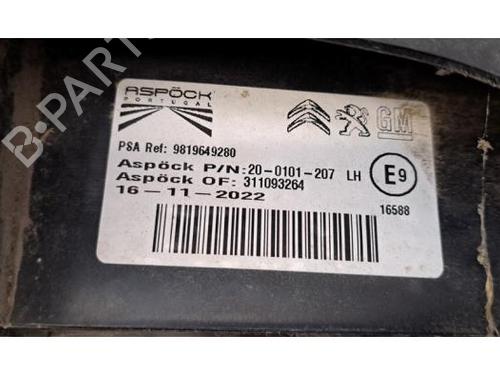 ASPÖCK
PORTUGAL
GM
PSA Ref: 9819649280
Aspöck P/N: 20-0101-207 LH
E9
Aspöck OF: 311093264
16-11-2022
16588
B-PARTS